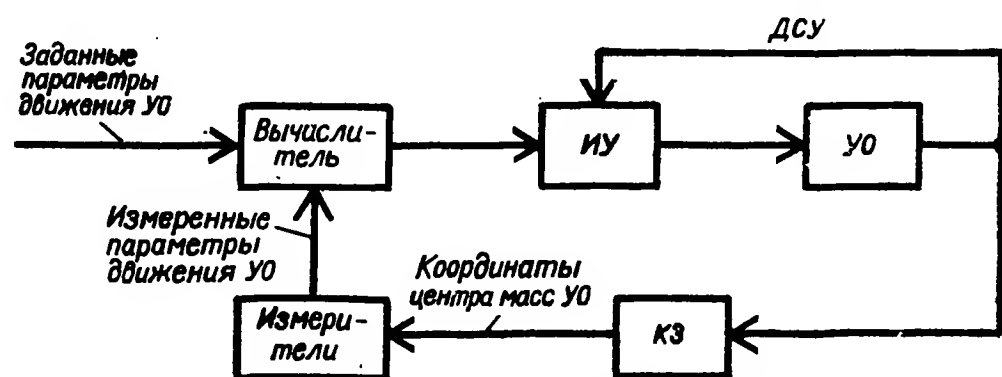 ДСУ
Заданные
параметры
движения УО
Вычисли-
тель
ИУ
УО
Измеренные
параметры
движения УО
Координаты
центра масс УО
Измери-
тели
КЗ